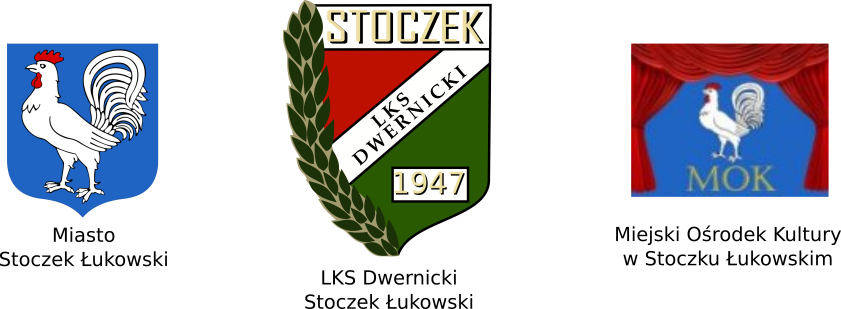 Miasto
Stoczek Łukowski
STOCZEK
LKS
DWERNICKI
1947
LKS Dwernicki
Stoczek Łukowski
MOK
Miejski Ośrodek Kultury
w Stoczku Łukowskim